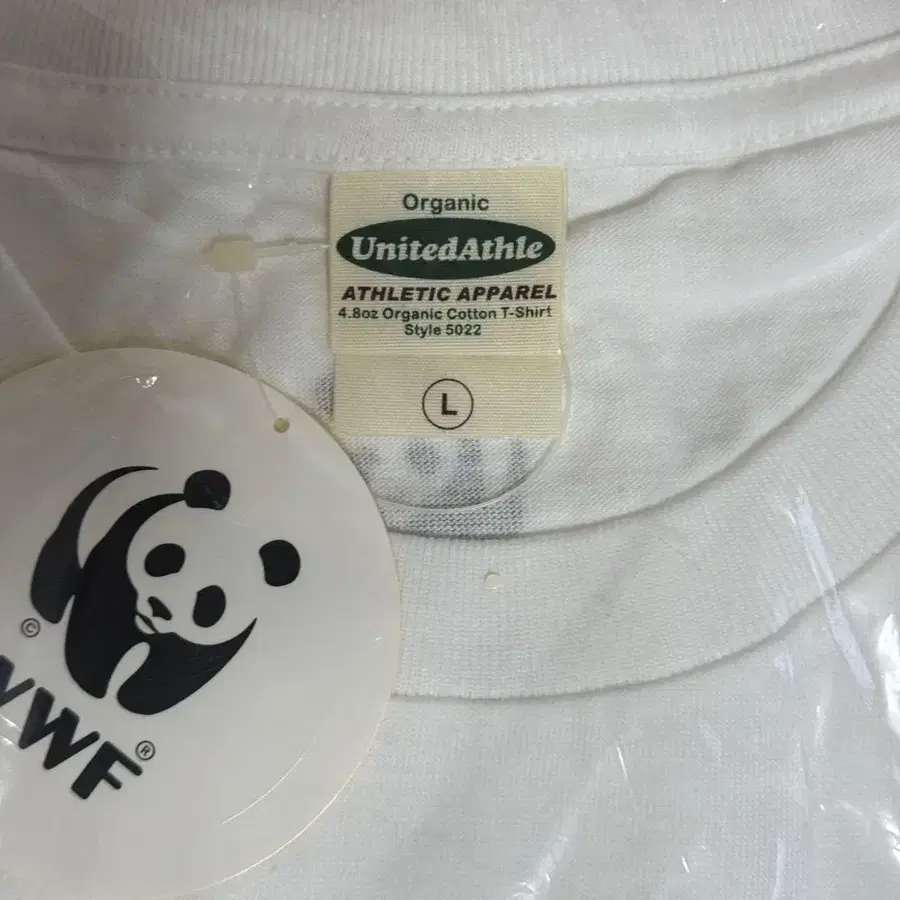 Organic
UnitedAthle
ATHLETIC APPAREL
4.8oz Organic Cotton T-Shirt
Style 5022
L
©
WWF®